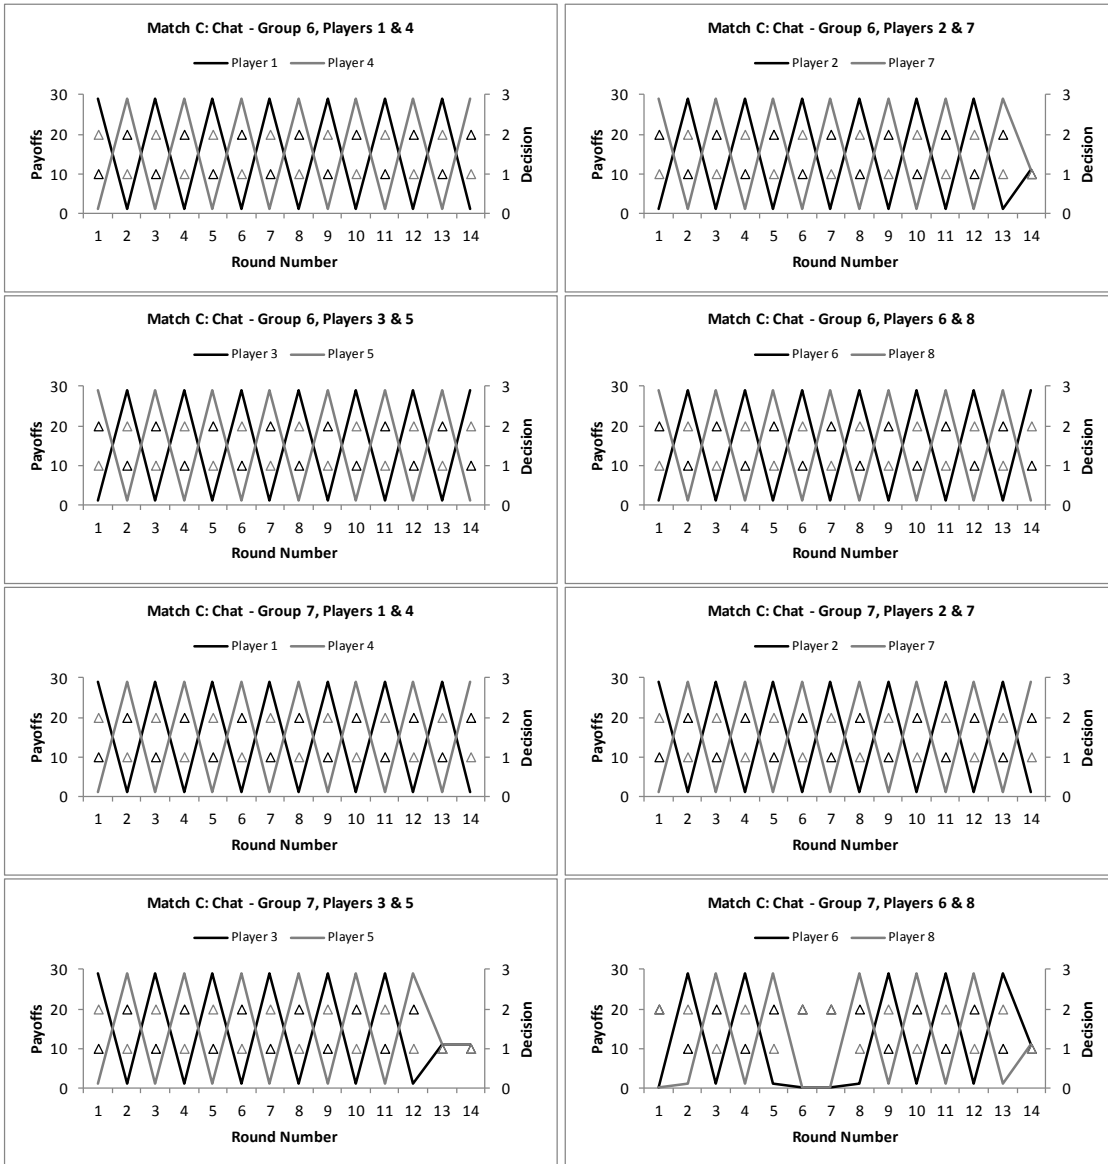 Match C: Chat - Group 6, Players 1 & 4
Player 1 Player 4
30 3
20 2
10 1
0 0
Payoffs
Decision
1 2 3 4 5 6 7 8 9 10 11 12 13 14
Round Number
Match C: Chat - Group 6, Players 2 & 7
Player 2 Player 7
30 3
20 2
10 1
0 0
Payoffs
Decision
1 2 3 4 5 6 7 8 9 10 11 12 13 14
Round Number
Match C: Chat - Group 6, Players 3 & 5
Player 3 Player 5
30 3
20 2
10 1
0 0
Payoffs
Decision
1 2 3 4 5 6 7 8 9 10 11 12 13 14
Round Number
Match C: Chat - Group 6, Players 6 & 8
Player 6 Player 8
30 3
20 2
10 1
0 0
Payoffs
Decision
1 2 3 4 5 6 7 8 9 10 11 12 13 14
Round Number
Match C: Chat - Group 7, Players 1 & 4
Player 1 Player 4
30 3
20 2
10 1
0 0
Payoffs
Decision
1 2 3 4 5 6 7 8 9 10 11 12 13 14
Round Number
Match C: Chat - Group 7, Players 2 & 7
Player 2 Player 7
30 3
20 2
10 1
0 0
Payoffs
Decision
1 2 3 4 5 6 7 8 9 10 11 12 13 14
Round Number
Match C: Chat - Group 7, Players 3 & 5
Player 3 Player 5
30 3
20 2
10 1
0 0
Payoffs
Decision
1 2 3 4 5 6 7 8 9 10 11 12 13 14
Round Number
Match C: Chat - Group 7, Players 6 & 8
Player 6 Player 8
30 3
20 2
10 1
0 0
Payoffs
Decision
1 2 3 4 5 6 7 8 9 10 11 12 13 14
Round Number